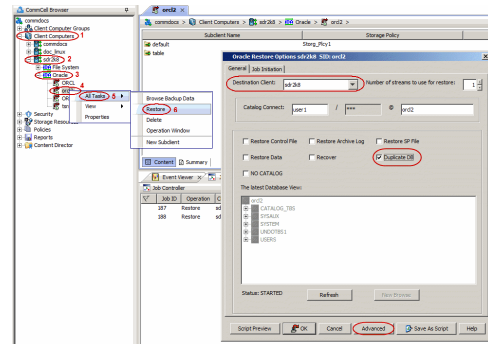 CommCell Browser
commdocs
Client Computer Groups
Client Computers 1
commdocs
doc_linux
sdr2k8 2
File System
Oracle 3
ORCL
4
All Tasks 5
View
Properties
Security
Storage Resources
Policies
Reports
Content Director
Browse Backup Data
Restore 6
Delete
Operation Window
New Subclient
orcl2
commdocs > Client Computers > sdr2k8 > Oracle > orcl2 >
Subclient Name
Storage Policy
default
Storg_Plcy1
table
Content
Summary
Event Viewer
Job Controller
Job ID
Operation
187
Restore
188
Restore
Oracle Restore Options sdr2k8 SID: orcl2
General
Job Initiation
Destination Client:
sdr2k8
Number of streams to use for restore:
1
Catalog Connect:
user1
/
***
@
orcl2
Restore Control File
Restore Archive Log
Restore SP File
Restore Data
Recover
Duplicate DB
NO CATALOG
The latest Database View:
orcl2
CATALOG_TBS
SYSAUX
SYSTEM
UNDOTBS1
USERS
Status: STARTED
Refresh
New Browse
Script Preview
OK
Cancel
Advanced
Save As Script
Help